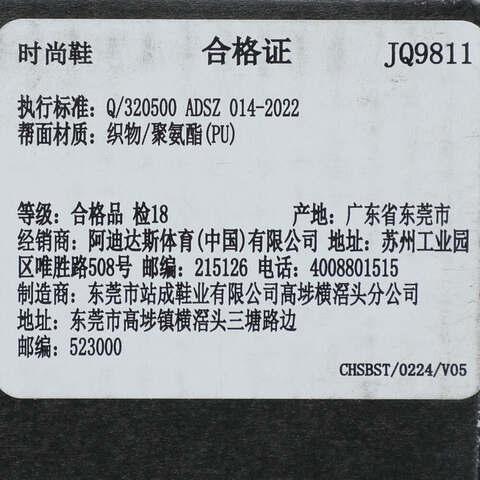 时尚鞋 合格证 JQ9811
执行标准: Q/320500 ADSZ 014-2022
帮面材质: 织物/聚氨酯(PU)
等级: 合格品 检18 产地: 广东省东莞市
经销商: 阿迪达斯体育(中国)有限公司 地址: 苏州工业园
区唯胜路508号 邮编: 215126 电话: 4008801515
制造商: 东莞市站成鞋业有限公司高埗横滘头分公司
地址: 东莞市高埗镇横滘头三塘路边
邮编: 523000
CHSBST/0224/V05